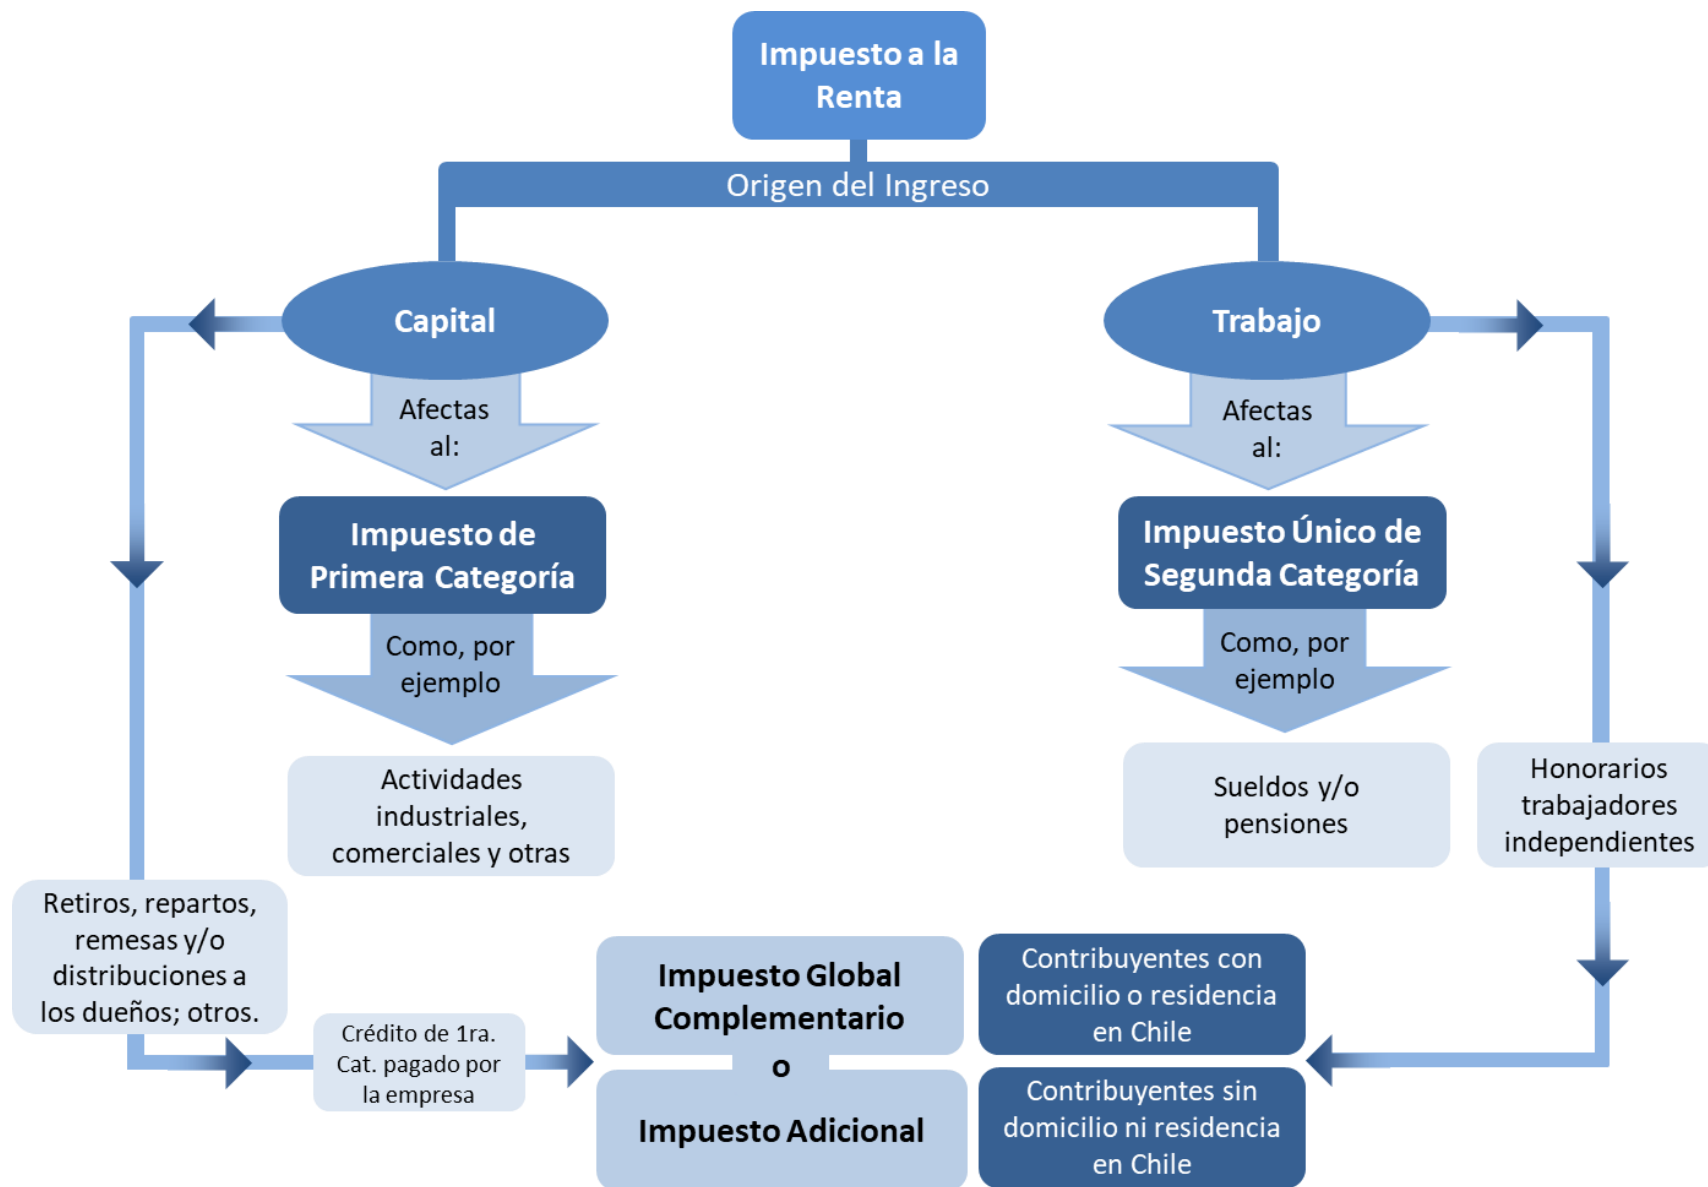 Impuesto a la
Renta
Origen del Ingreso
Capital
Trabajo
Afectas
al:
Afectas
al:
Impuesto de
Primera Categoría
Impuesto Único de
Segunda Categoría
Como, por
ejemplo
Como, por
ejemplo
Actividades
industriales,
comerciales y otras
Sueldos y/o
pensiones
Honorarios
trabajadores
independientes
Retiros, repartos,
remesas y/o
distribuciones a
los dueños; otros.
Crédito de 1ra.
Cat. pagado por
la empresa
Impuesto Global
Complementario
o
Impuesto Adicional
Contribuyentes con
domicilio o residencia
en Chile
Contribuyentes sin
domicilio ni residencia
en Chile